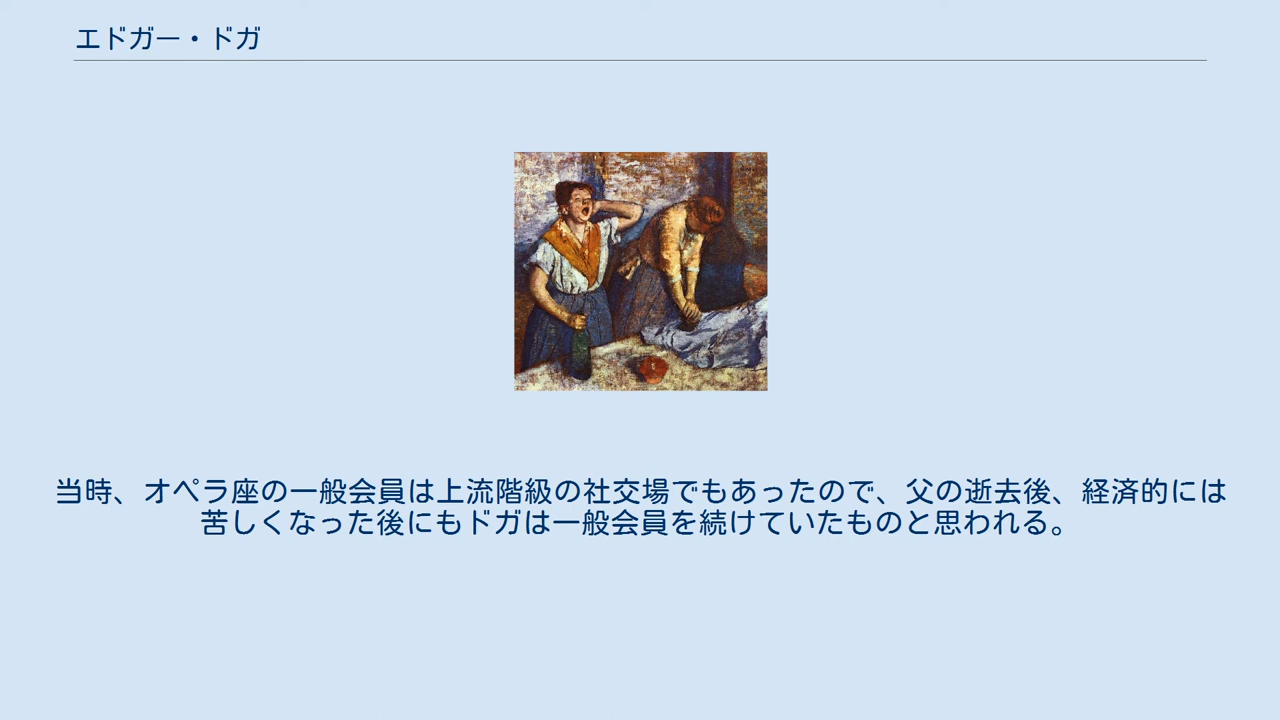 エドガー・ドガ
当時、オペラ座の一般会員は上流階級の社交場でもあったので、父の逝去後、経済的には
苦しくなった後にもドガは一般会員を続けていたものと思われる。